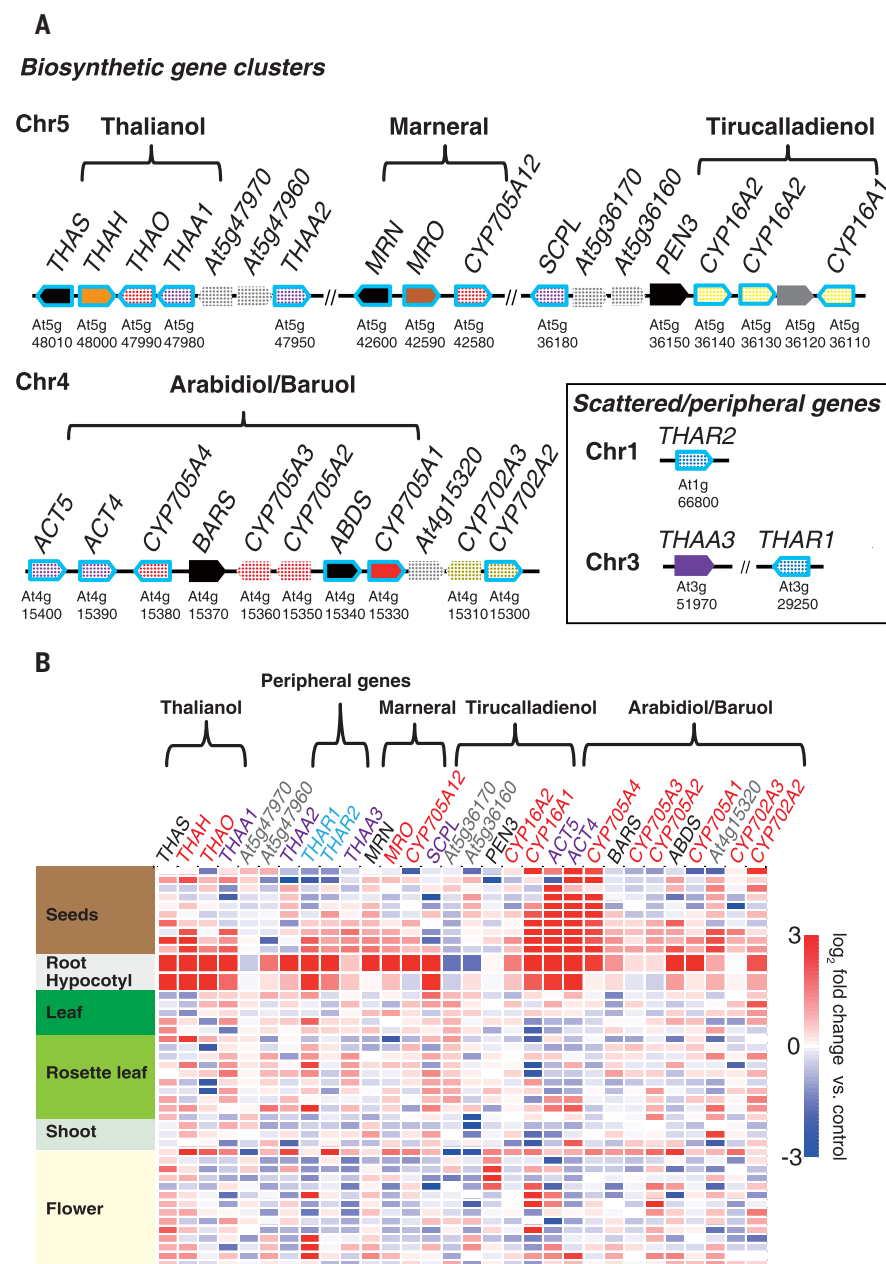 A
Biosynthetic gene clusters
Chr5 Thalianol Marneral Tirucalladienol
THAS THAH THAO THAA1 At5g47970 At5g47960 THAA2 MRN MRO CYP705A12 SCPL At5g36170 At5g36160 PEN3 CYP16A2 CYP16A2 CYP16A1
// //
At5g At5g At5g At5g At5g At5g At5g At5g At5g At5g At5g At5g At5g At5g
48010 48000 47990 47980 47950 42600 42590 42580 36180 36150 36140 36130 36120 36110
Chr4 Arabidiol/Baruol
ACT5 ACT4 CYP705A4 BARS CYP705A3 CYP705A2 ABDS CYP705A1 At4g15320 CYP702A3 CYP702A2
At4g At4g At4g At4g At4g At4g At4g At4g At4g At4g
15400 15390 15380 15370 15360 15350 15340 15330 15310 15300
Scattered/peripheral genes
THAR2
Chr1
At1g
66800
THAA3 THAR1
Chr3 //
At3g At3g
51970 29250
B
Peripheral genes
Thalianol Marneral Tirucalladienol Arabidiol/Baruol
THAS THAH THAO THAA1 At5g47970 At5g47960 THAA2 THAR1 THAR2 THAA3 MRN MRO CYP705A12 SCPL At5g36170 At5g36160 PEN3 CYP16A2 CYP16A1 ACT5 ACT4 CYP705A4 BARS CYP705A3 CYP705A2 ABDS CYP705A1 At4g15320 CYP702A3 CYP702A2
Seeds
Root
Hypocotyl
Leaf
Rosette leaf
Shoot
Flower
3
0
-3
log2 fold change vs. control